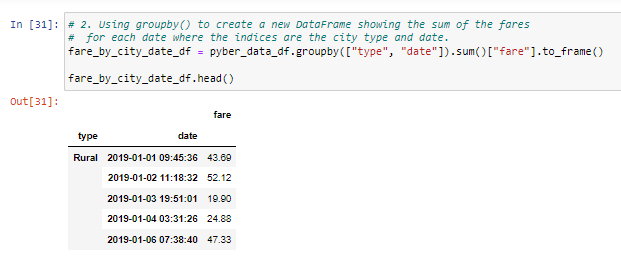 In [31]: # 2. Using groupby() to create a new DataFrame showing the sum of the fares
#  for each date where the indices are the city type and date.
fare_by_city_date_df = pyber_data_df.groupby(["type", "date"]).sum()["fare"].to_frame()
fare_by_city_date_df.head()
Out[31]:
fare
type date
Rural 2019-01-01 09:45:36 43.69
2019-01-02 11:18:32 52.12
2019-01-03 19:51:01 19.90
2019-01-04 03:31:26 24.88
2019-01-06 07:38:40 47.33